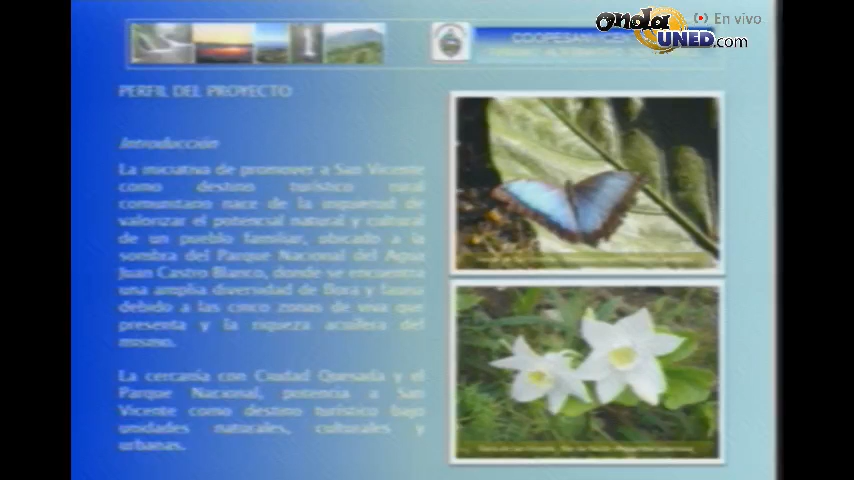 onda UNED.com
En vivo
PERFIL DEL PROYECTO
Introducción
La iniciativa de promover a San Vicente
como destino turístico rural
comunitario nace de la inquietud de
valorizar el potencial natural y cultural
de un pueblo familiar, ubicado a la
sombra del Parque Nacional del Agua
Juan Castro Blanco, donde se encuentra
una amplia diversidad de flora y fauna
debido a las cinco zonas de vida que
presenta y la riqueza acuífera del
mismo.
La cercanía con Ciudad Quesada y el
Parque Nacional, potencia a San
Vicente como destino turístico bajo
unidades naturales, culturales y
urbanas.